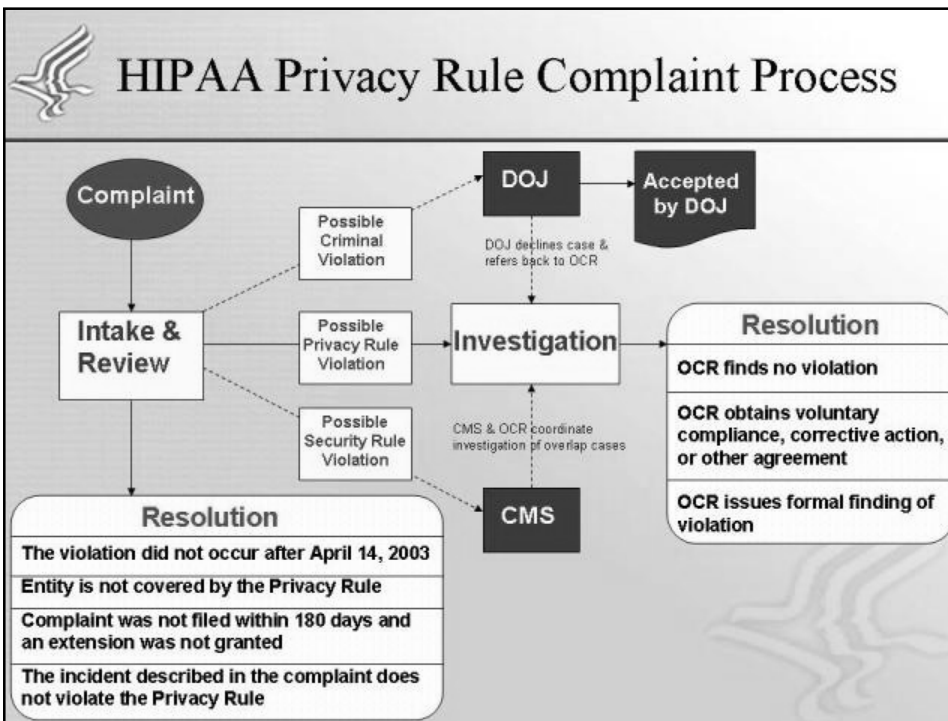 HIPAA Privacy Rule Complaint Process
Complaint
DOJ
Accepted
by DOJ
Possible
Criminal
Violation
DOJ declines case &
refers back to OCR
Intake &
Review
Possible
Privacy Rule
Violation
Investigation
Resolution
OCR finds no violation
OCR obtains voluntary
compliance, corrective action,
or other agreement
OCR issues formal finding of
violation
Possible
Security Rule
Violation
CMS & OCR coordinate
investigation of overlap cases
CMS
Resolution
The violation did not occur after April 14, 2003
Entity is not covered by the Privacy Rule
Complaint was not filed within 180 days and
an extension was not granted
The incident described in the complaint does
not violate the Privacy Rule